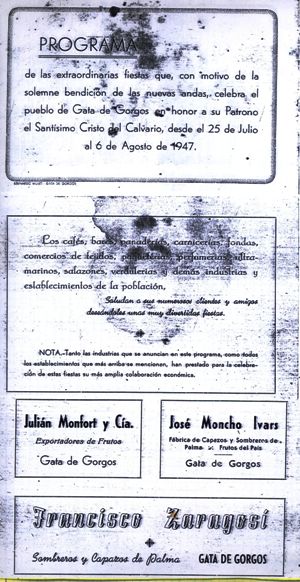 PROGRAMA
de las extraordinarias fiestas que, con motivo de la
solemne bendición de las nuevas andas, celebra el
pueblo de Gata de Gorgos en honor a su Patrono
el Santísimo Cristo del Calvario, desde el 25 de Julio
al 6 de Agosto de 1947.
GATA DE GORGOS
Los cafés, bares, panaderías, carnicerías, fondas,
comercios de tejidos, peluquerías, perfumerías, ultra-
marinos, salazones, verdulerías y demás industrias y
establecimientos de la población,
Saludan a sus numerosos clientes y amigos
deseándoles unas muy divertidas fiestas.
NOTA.-Tanto las industrias que se anuncian en este programa, como todos
los establecimientos que más arriba se mencionan, han prestado para la celebra-
ción de estas fiestas su más amplia colaboración económica.
Julián Monfort y Cía.
Exportadores de Frutos
Gata de Gorgos
José Moncho Ivars
Fábrica de Capazos y Sombreros de
Palma Frutos del País
Gata de Gorgos
Francisco Zaragosí
Sombreros y Capazos de Palma GATA DE GORGOS